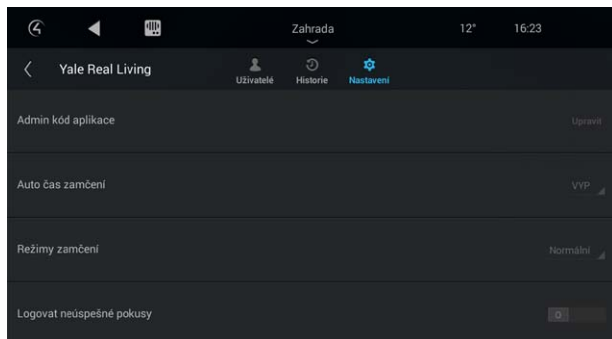 Zahrada 12° 16:23
Yale Real Living
Uživatelé Historie Nastavení
Admin kód aplikace Upravit
Auto čas zamčení VYP
Režimy zamčení Normální
Logovat neúspešné pokusy O